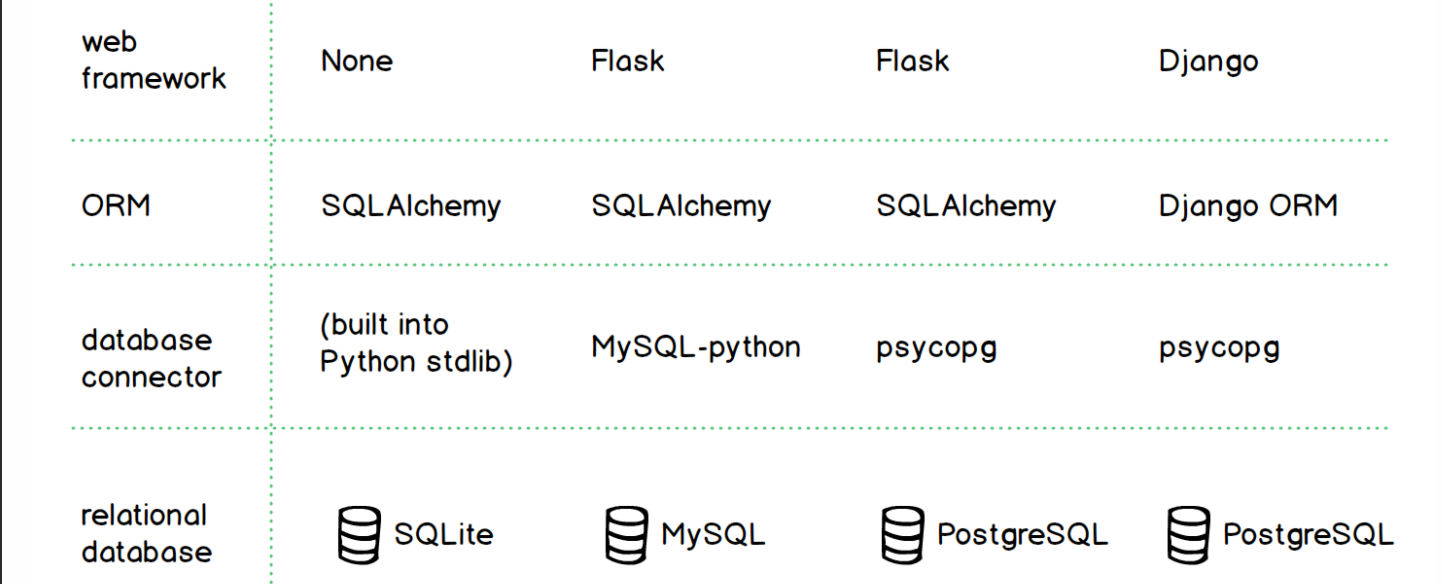 web
framework
None
Flask
Flask
Django
ORM
SQLAlchemy
SQLAlchemy
SQLAlchemy
Django ORM
database
connector
(built into
Python stdlib)
MySQL-python
psycopg
psycopg
relational
database
SQLite
MySQL
PostgreSQL
PostgreSQL